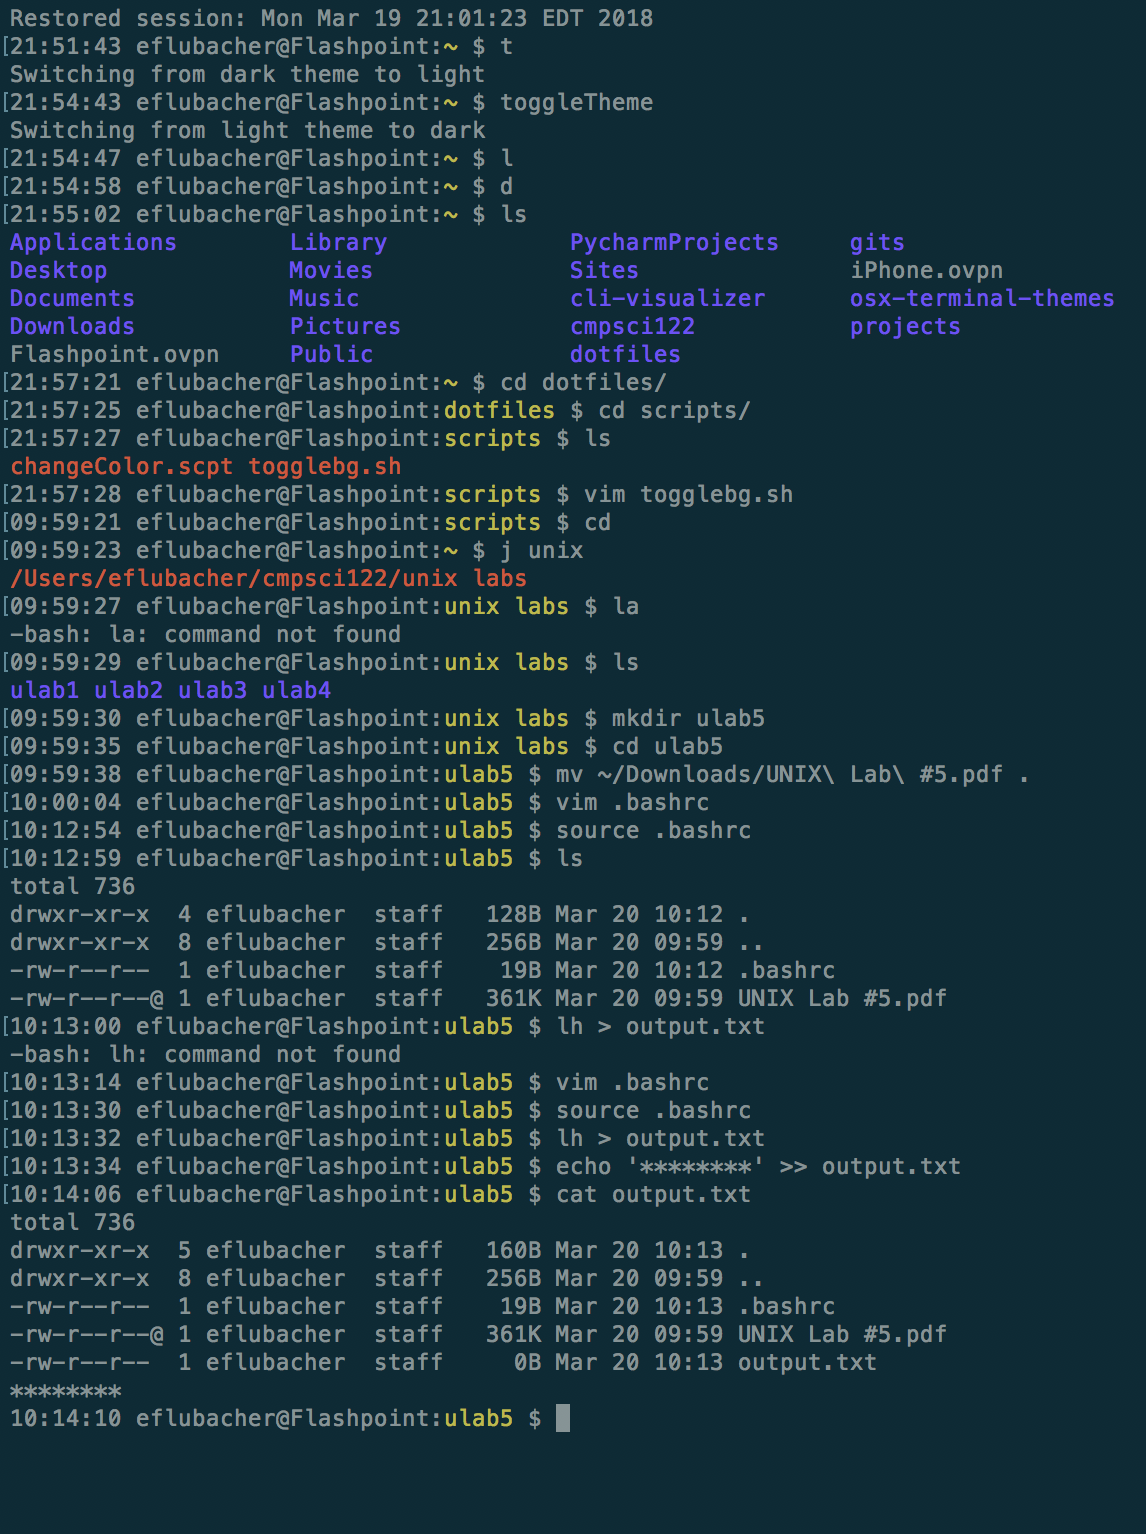 Restored session: Mon Mar 19 21:01:23 EDT 2018
[21:51:43 eflubacher@Flashpoint:~ $ t
Switching from dark theme to light
[21:54:43 eflubacher@Flashpoint:~ $ toggleTheme
Switching from light theme to dark
[21:54:47 eflubacher@Flashpoint:~ $ l
[21:54:58 eflubacher@Flashpoint:~ $ d
[21:55:02 eflubacher@Flashpoint:~ $ ls
Applications        Library             PycharmProjects     gits
Desktop             Movies              Sites               iPhone.ovpn
Documents           Music               cli-visualizer      osx-terminal-themes
Downloads           Pictures            cmpsci122           projects
Flashpoint.ovpn     Public              dotfiles
[21:57:21 eflubacher@Flashpoint:~ $ cd dotfiles/
[21:57:25 eflubacher@Flashpoint:dotfiles $ cd scripts/
[21:57:27 eflubacher@Flashpoint:scripts $ ls
changeColor.scpt togglebg.sh
[21:57:28 eflubacher@Flashpoint:scripts $ vim togglebg.sh
[09:59:21 eflubacher@Flashpoint:scripts $ cd
[09:59:23 eflubacher@Flashpoint:~ $ j unix
/Users/eflubacher/cmpsci122/unix labs
[09:59:27 eflubacher@Flashpoint:unix labs $ la
-bash: la: command not found
[09:59:29 eflubacher@Flashpoint:unix labs $ ls
ulab1 ulab2 ulab3 ulab4
[09:59:30 eflubacher@Flashpoint:unix labs $ mkdir ulab5
[09:59:35 eflubacher@Flashpoint:unix labs $ cd ulab5
[09:59:38 eflubacher@Flashpoint:ulab5 $ mv ~/Downloads/UNIX\ Lab\ #5.pdf .
[10:00:04 eflubacher@Flashpoint:ulab5 $ vim .bashrc
[10:12:54 eflubacher@Flashpoint:ulab5 $ source .bashrc
[10:12:59 eflubacher@Flashpoint:ulab5 $ ls
total 736
drwxr-xr-x  4 eflubacher  staff   128B Mar 20 10:12 .
drwxr-xr-x  8 eflubacher  staff   256B Mar 20 09:59 ..
-rw-r--r--  1 eflubacher  staff    19B Mar 20 10:12 .bashrc
-rw-r--r--@ 1 eflubacher  staff   361K Mar 20 09:59 UNIX Lab #5.pdf
[10:13:00 eflubacher@Flashpoint:ulab5 $ lh > output.txt
-bash: lh: command not found
[10:13:14 eflubacher@Flashpoint:ulab5 $ vim .bashrc
[10:13:30 eflubacher@Flashpoint:ulab5 $ source .bashrc
[10:13:32 eflubacher@Flashpoint:ulab5 $ lh > output.txt
[10:13:34 eflubacher@Flashpoint:ulab5 $ echo '********' >> output.txt
[10:14:06 eflubacher@Flashpoint:ulab5 $ cat output.txt
total 736
drwxr-xr-x  5 eflubacher  staff   160B Mar 20 10:13 .
drwxr-xr-x  8 eflubacher  staff   256B Mar 20 09:59 ..
-rw-r--r--  1 eflubacher  staff    19B Mar 20 10:13 .bashrc
-rw-r--r--@ 1 eflubacher  staff   361K Mar 20 09:59 UNIX Lab #5.pdf
-rw-r--r--  1 eflubacher  staff     0B Mar 20 10:13 output.txt
********
10:14:10 eflubacher@Flashpoint:ulab5 $